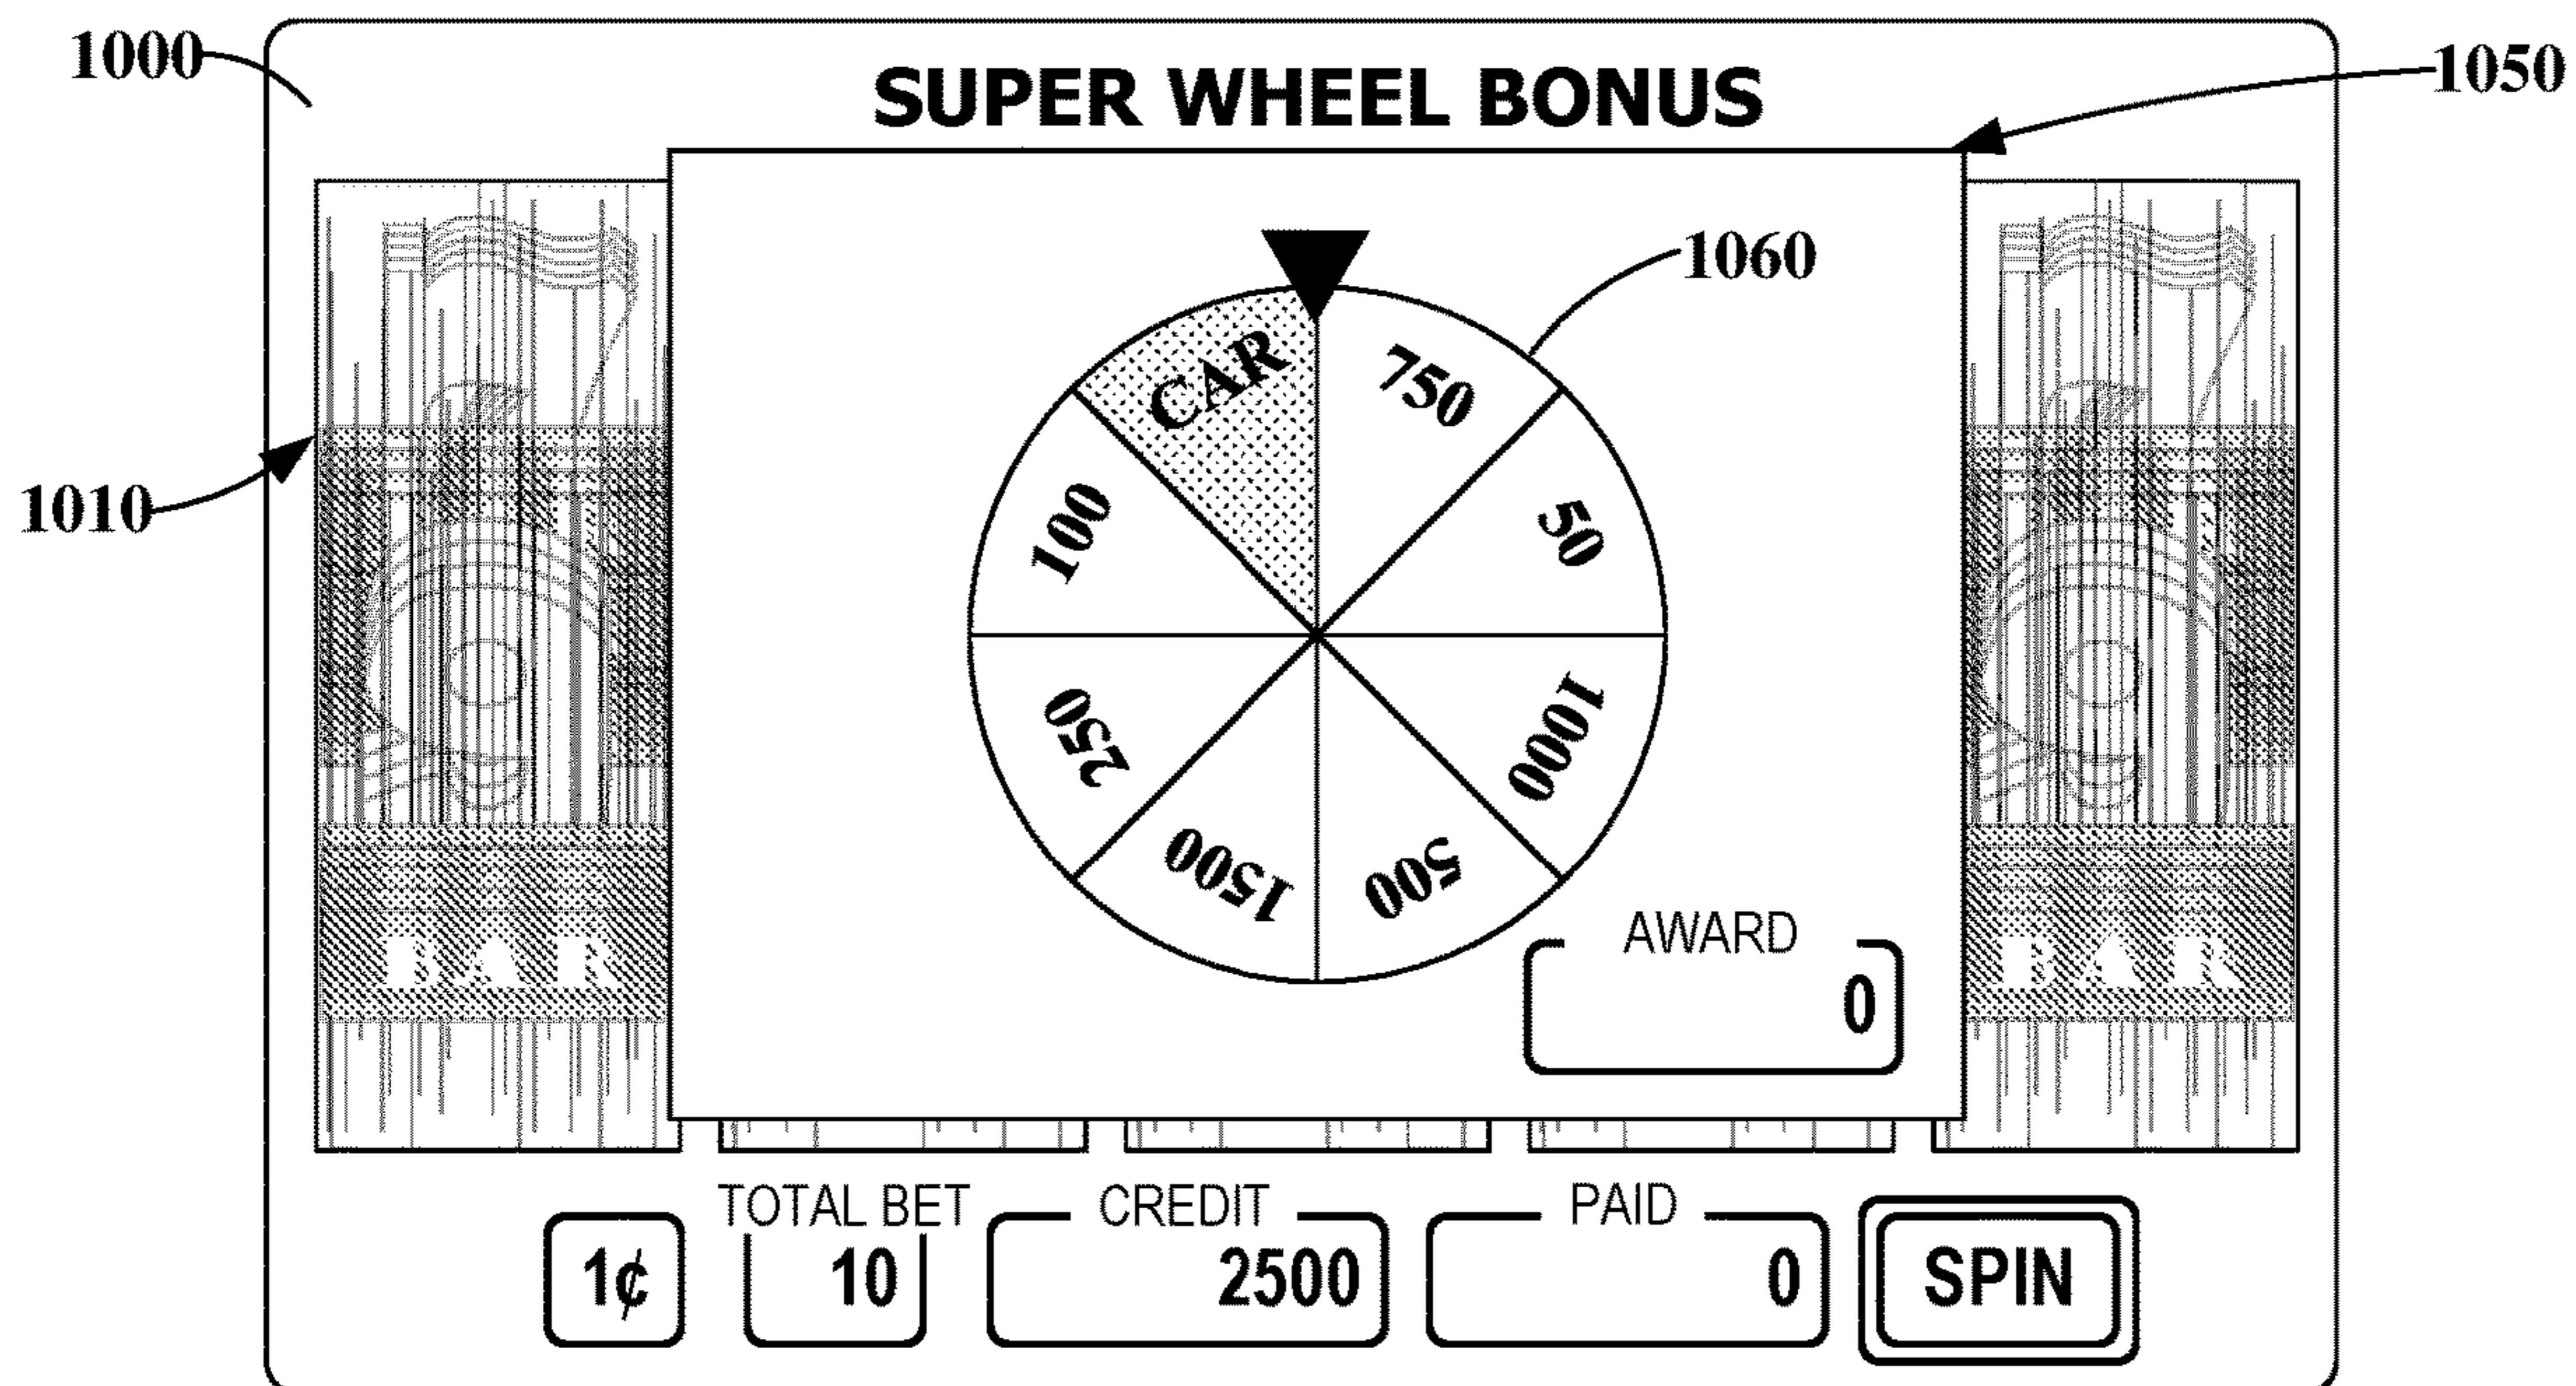 1000
SUPER WHEEL BONUS
1050
1060
1010
CAR
750
50
1000
500
1500
250
100
BAR
BAR
AWARD
0
TOTAL BET
CREDIT
PAID
1¢
10
2500
0
SPIN